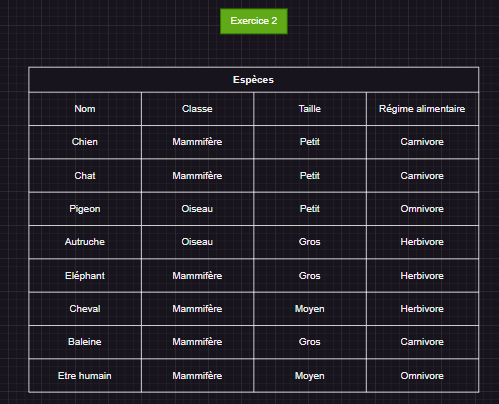 Exercice 2
Espèces
Nom Classe Taille Régime alimentaire
Chien Mammifère Petit Carnivore
Chat Mammifère Petit Carnivore
Pigeon Oiseau Petit Omnivore
Autruche Oiseau Gros Herbivore
Eléphant Mammifère Gros Herbivore
Cheval Mammifère Moyen Herbivore
Baleine Mammifère Gros Carnivore
Etre humain Mammifère Moyen Omnivore